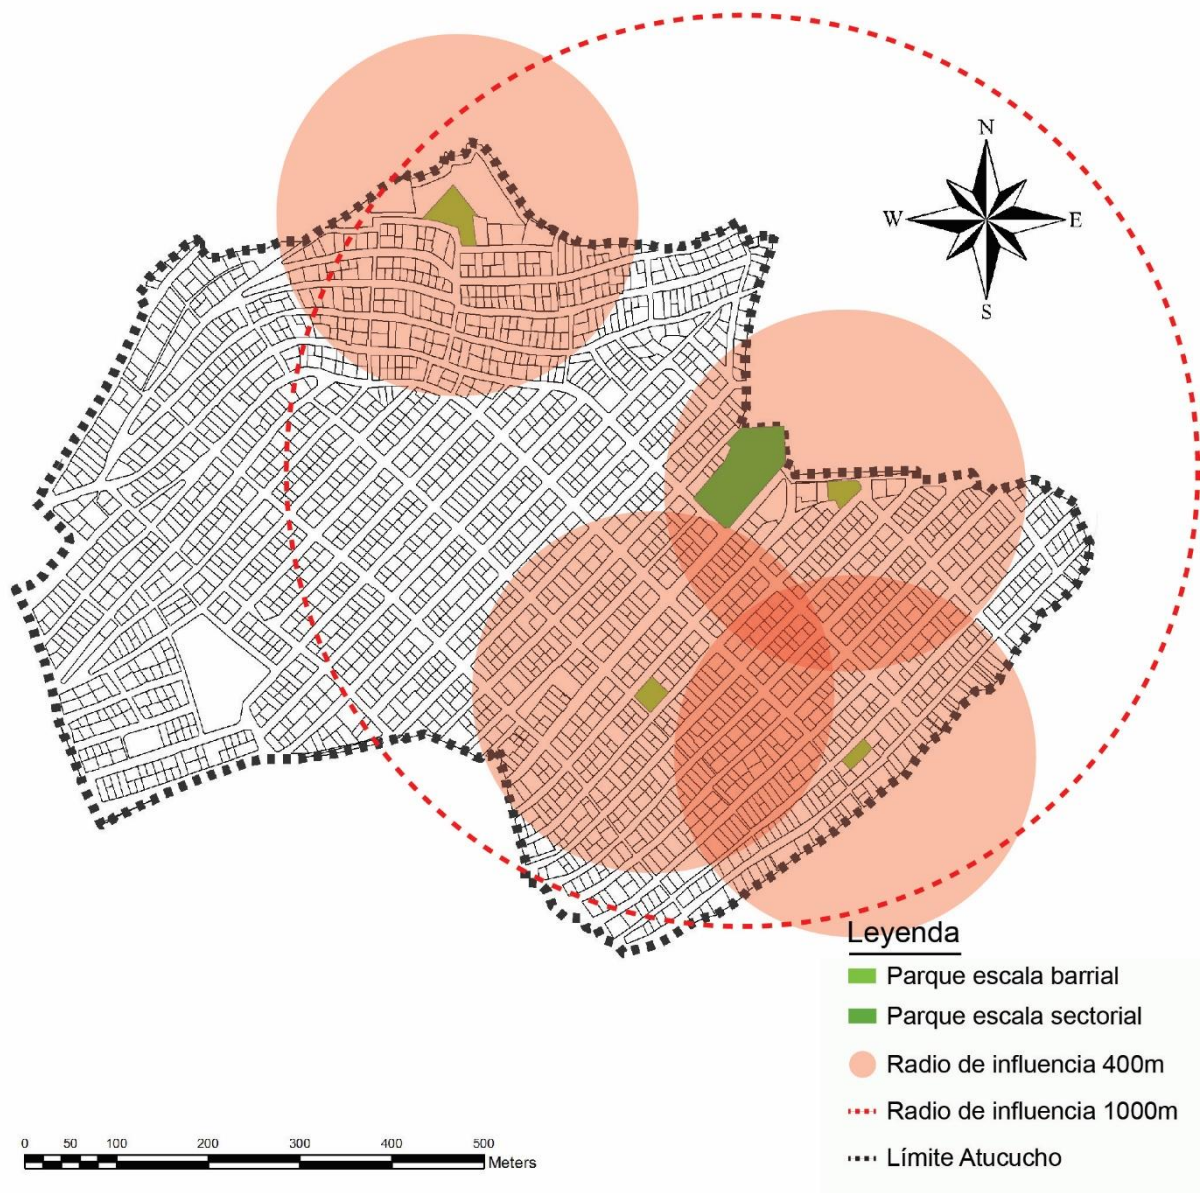 N
W E
S
Leyenda
Parque escala barrial
Parque escala sectorial
Radio de influencia 400m
Radio de influencia 1000m
Límite Atucucho
0 50 100 200 300 400 500
Meters